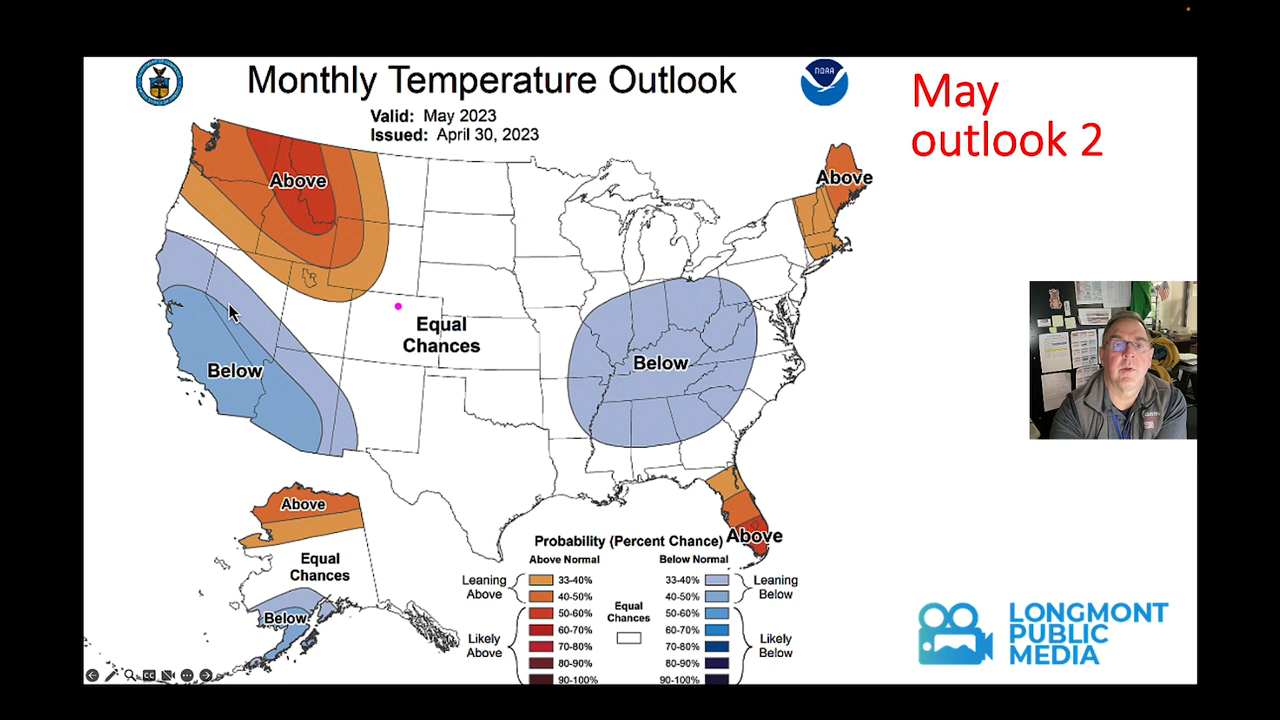 Monthly Temperature Outlook
NOAA
Valid: May 2023
Issued: April 30, 2023
May
outlook 2
Above
Above
Equal
Chances
Below
Below
Above
Above
Equal
Chances
Below
Probability (Percent Chance)
Above Normal
Below Normal
Leaning
Above
33-40%
40-50%
50-60%
60-70%
70-80%
80-90%
90-100%
Likely
Above
Equal
Chances
33-40%
40-50%
50-60%
60-70%
70-80%
80-90%
90-100%
Leaning
Below
Likely
Below
CC
LONGMONT
PUBLIC
MEDIA